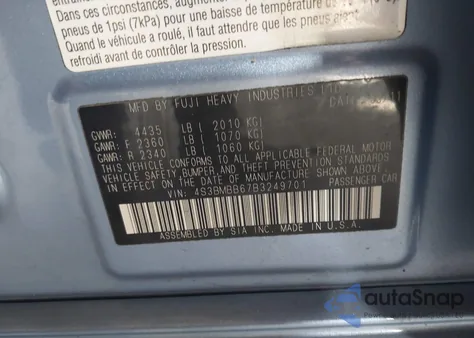 Dans ces circonstances, augmenter
pneus de 1psi (7kPa) pour une baisse de température de
Quand le véhicule a roulé, il faut attendre que les pneus aient
refroidi avant de contrôler la pression.
MFD BY FUJI HEAVY INDUSTRIES LTD.
GVWR: 4435 LB ( 2010 KG)
GAWR: F 2360 LB ( 1070 KG)
GAWR: R 2340 LB ( 1060 KG)
THIS VEHICLE CONFORMS TO ALL APPLICABLE FEDERAL MOTOR
VEHICLE SAFETY, BUMPER, AND THEFT PREVENTION STANDARDS
IN EFFECT ON THE DATE OF MANUFACTURE SHOWN ABOVE.
VIN: 4S3BMBB67B3249701 PASSENGER CAR
ASSEMBLED BY SIA INC. MADE IN U.S.A.
autoSnap